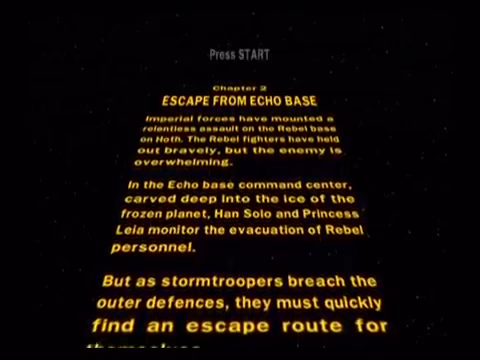 Press START
Chapter 2
ESCAPE FROM ECHO BASE
Imperial forces have mounted a
relentless assault on the Rebel base
on Hoth. The Rebel fighters have held
out bravely, but the enemy is
overwhelming.
In the Echo base command center,
carved deep into the ice of the
frozen planet, Han Solo and Princess
Leia monitor the evacuation of Rebel
personnel.
But as stormtroopers breach the
outer defences, they must quickly
find an escape route for
themselves